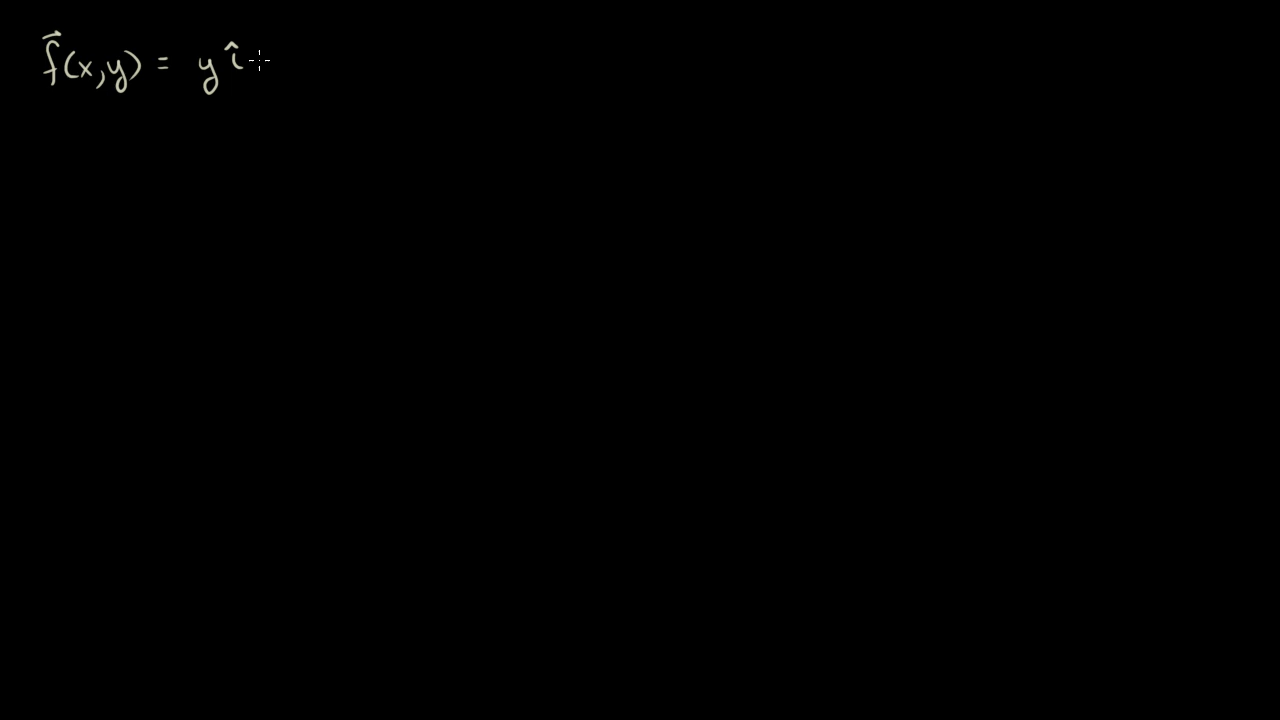 f⃗(x,y) = y î